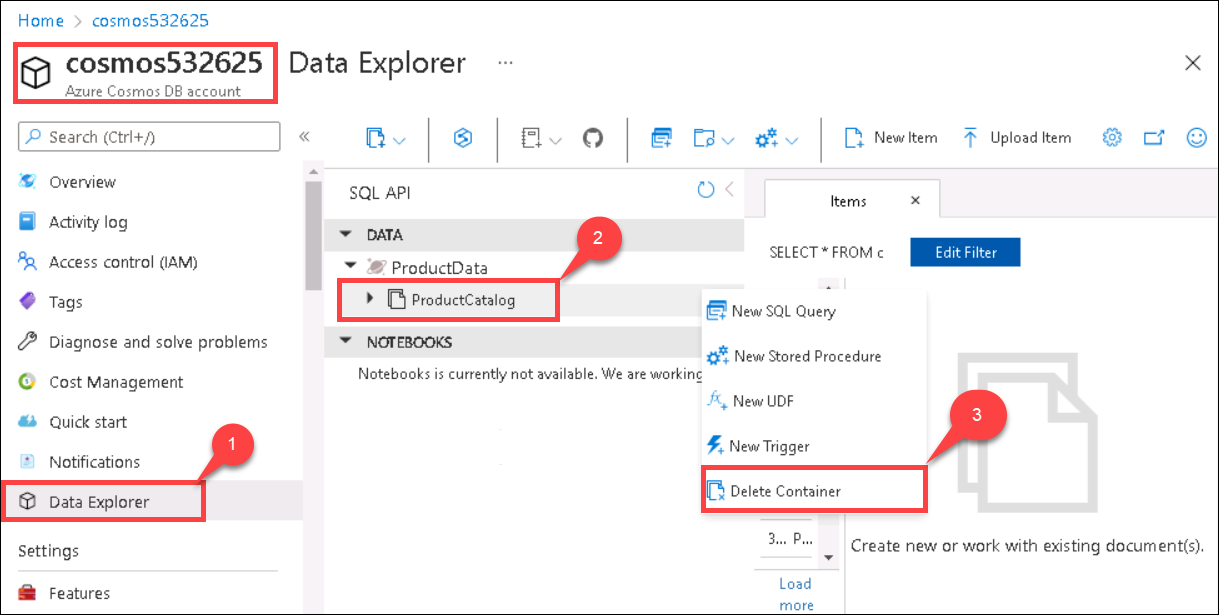 Home > cosmos532625
cosmos532625 Data Explorer ...
Azure Cosmos DB account
Search (Ctrl+/) «
New Item
Upload Item
Overview
Activity log
Access control (IAM)
Tags
Diagnose and solve problems
Cost Management
Quick start
Notifications
1
Data Explorer
Settings
Features
SQL API
DATA
2
ProductData
ProductCatalog
NOTEBOOKS
Notebooks is currently not available. We are working
Items
SELECT * FROM c Edit Filter
New SQL Query
New Stored Procedure
New UDF
New Trigger
3
Delete Container
3... P...
Load
more
Create new or work with existing document(s).